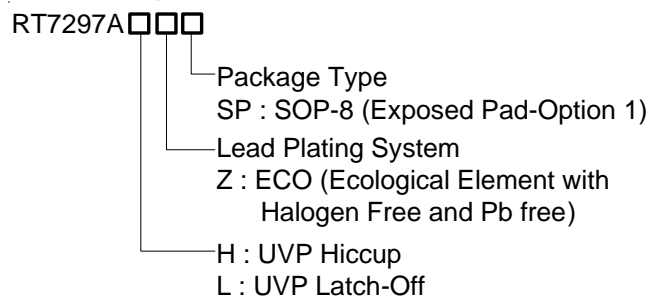 RT7297A□□□
Package Type
SP : SOP-8 (Exposed Pad-Option 1)
Lead Plating System
Z : ECO (Ecological Element with
Halogen Free and Pb free)
H : UVP Hiccup
L : UVP Latch-Off